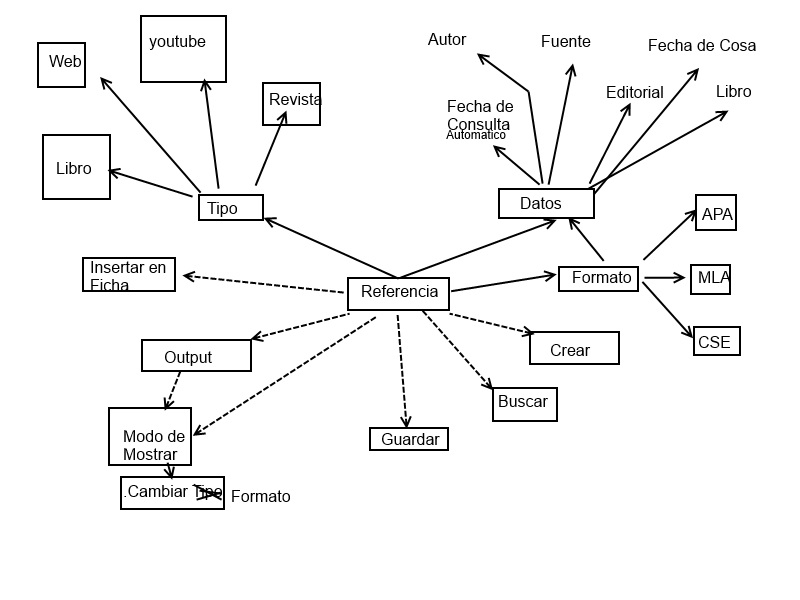 Web
youtube
Revista
Libro
Tipo
Autor
Fuente
Fecha de Cosa
Editorial
Libro
Fecha de
Consulta
Automatico
Datos
APA
Formato
MLA
CSE
Insertar en
Ficha
Referencia
Output
Crear
Buscar
Modo de
Mostrar
Guardar
.Cambiar Tipo
Formato